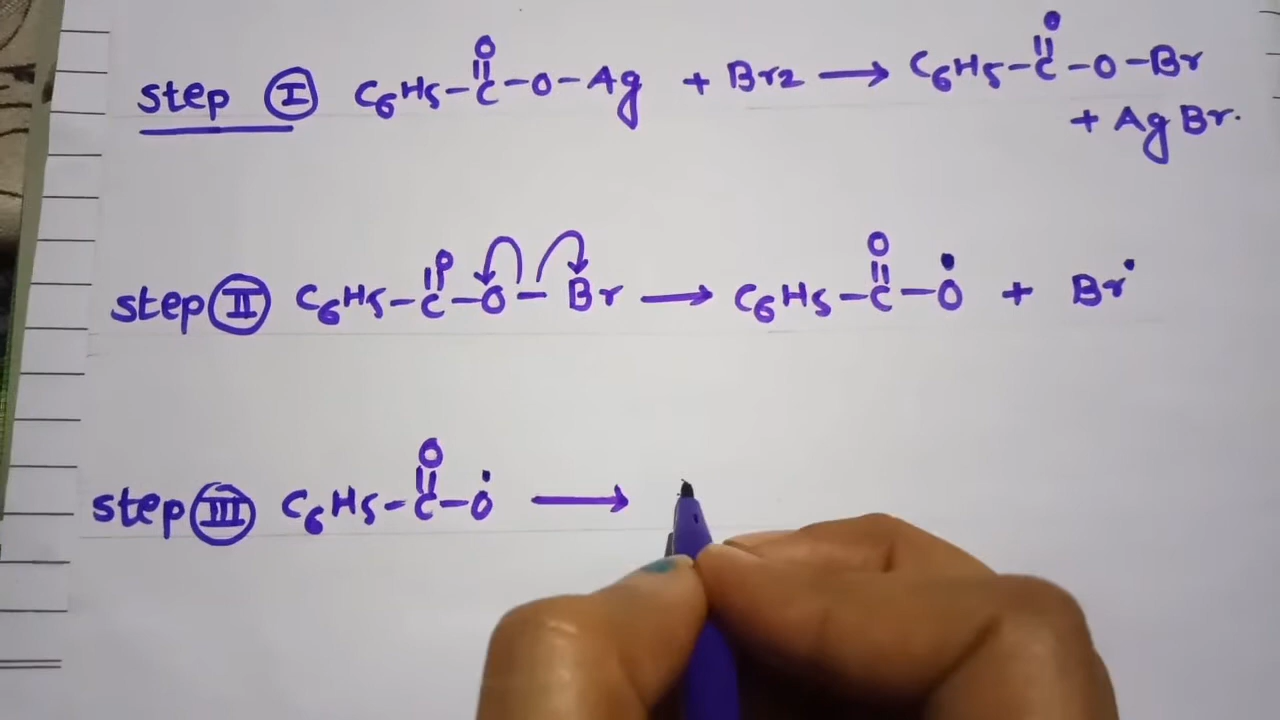 step I C6H5-C(=O)-O-Ag + Br2 → C6H5-C(=O)-O-Br
+ AgBr.
step II C6H5-C(=O)-O-Br → C6H5-C(=O)-O• + Br•
step III C6H5-C(=O)-O• →